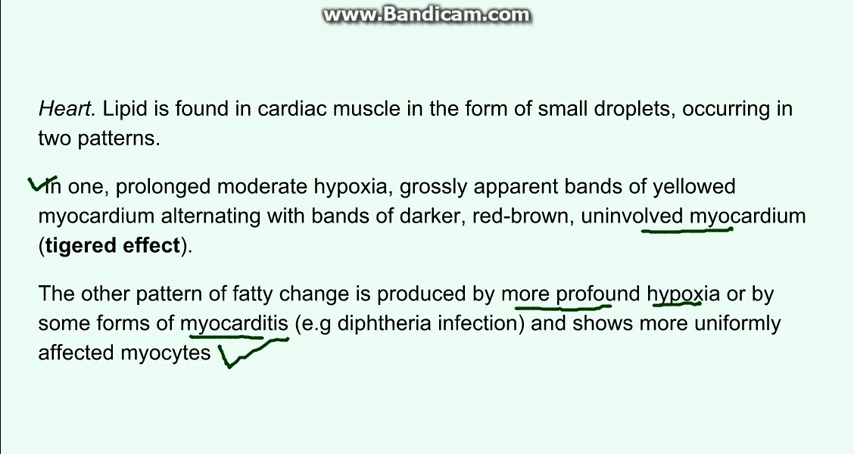 www.Bandicam.com
Heart. Lipid is found in cardiac muscle in the form of small droplets, occurring in
two patterns.
In one, prolonged moderate hypoxia, grossly apparent bands of yellowed
myocardium alternating with bands of darker, red-brown, uninvolved myocardium
(tigered effect).
The other pattern of fatty change is produced by more profound hypoxia or by
some forms of myocarditis (e.g diphtheria infection) and shows more uniformly
affected myocytes